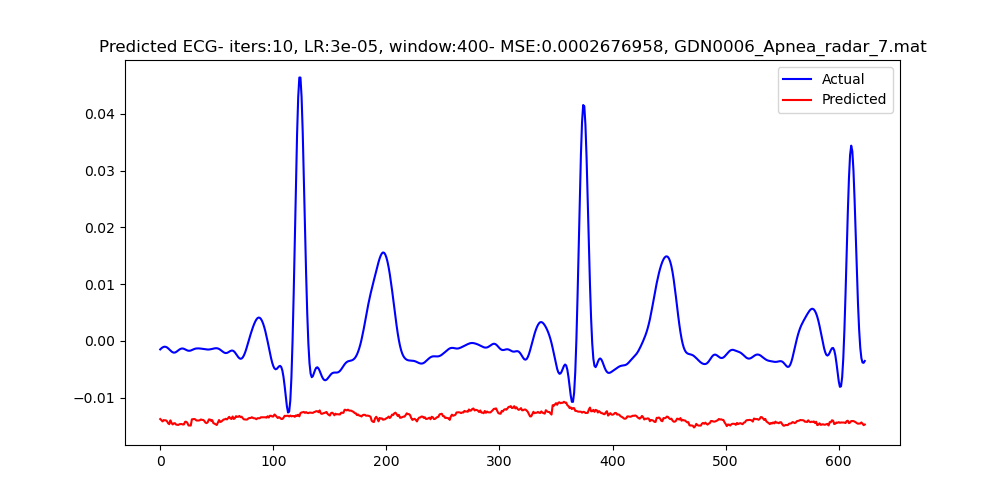 Predicted ECG- iters:10, LR:3e-05, window:400- MSE:0.0002676958, GDN0006_Apnea_radar_7.mat
Actual
Predicted
0.04
0.03
0.02
0.01
0.00
−0.01
0 100 200 300 400 500 600